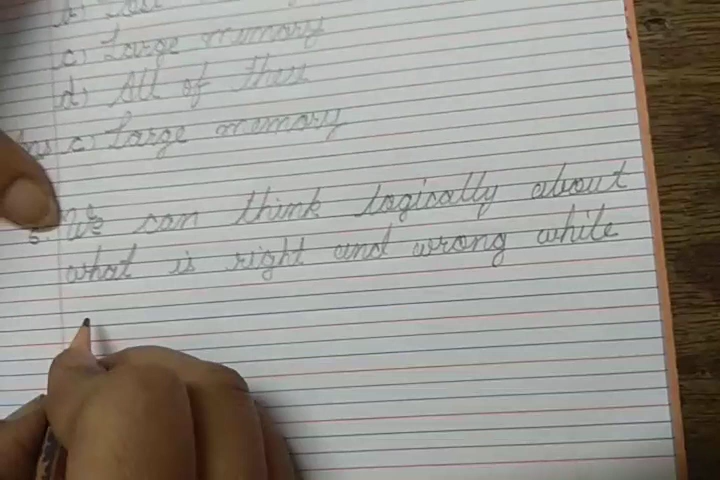 a)
c) Large memory
d) All of these
Ans c) Large memory
5. We can think logically about
what is right and wrong while